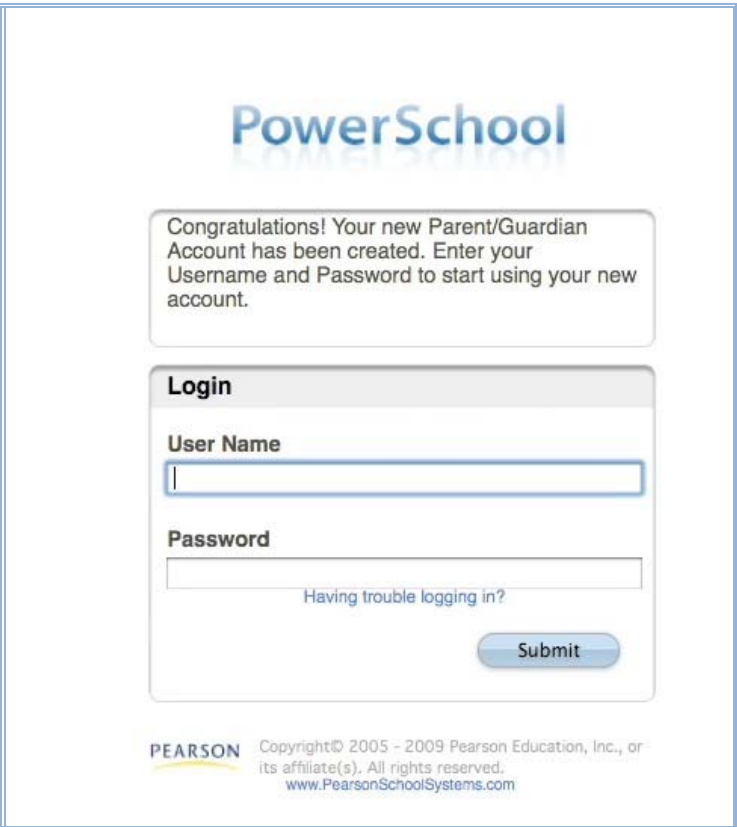 PowerSchool
Congratulations! Your new Parent/Guardian
Account has been created. Enter your
Username and Password to start using your new
account.
Login
User Name
Password
Having trouble logging in?
Submit
PEARSON
Copyright© 2005 - 2009 Pearson Education, Inc., or
its affiliate(s). All rights reserved.
www.PearsonSchoolSystems.com